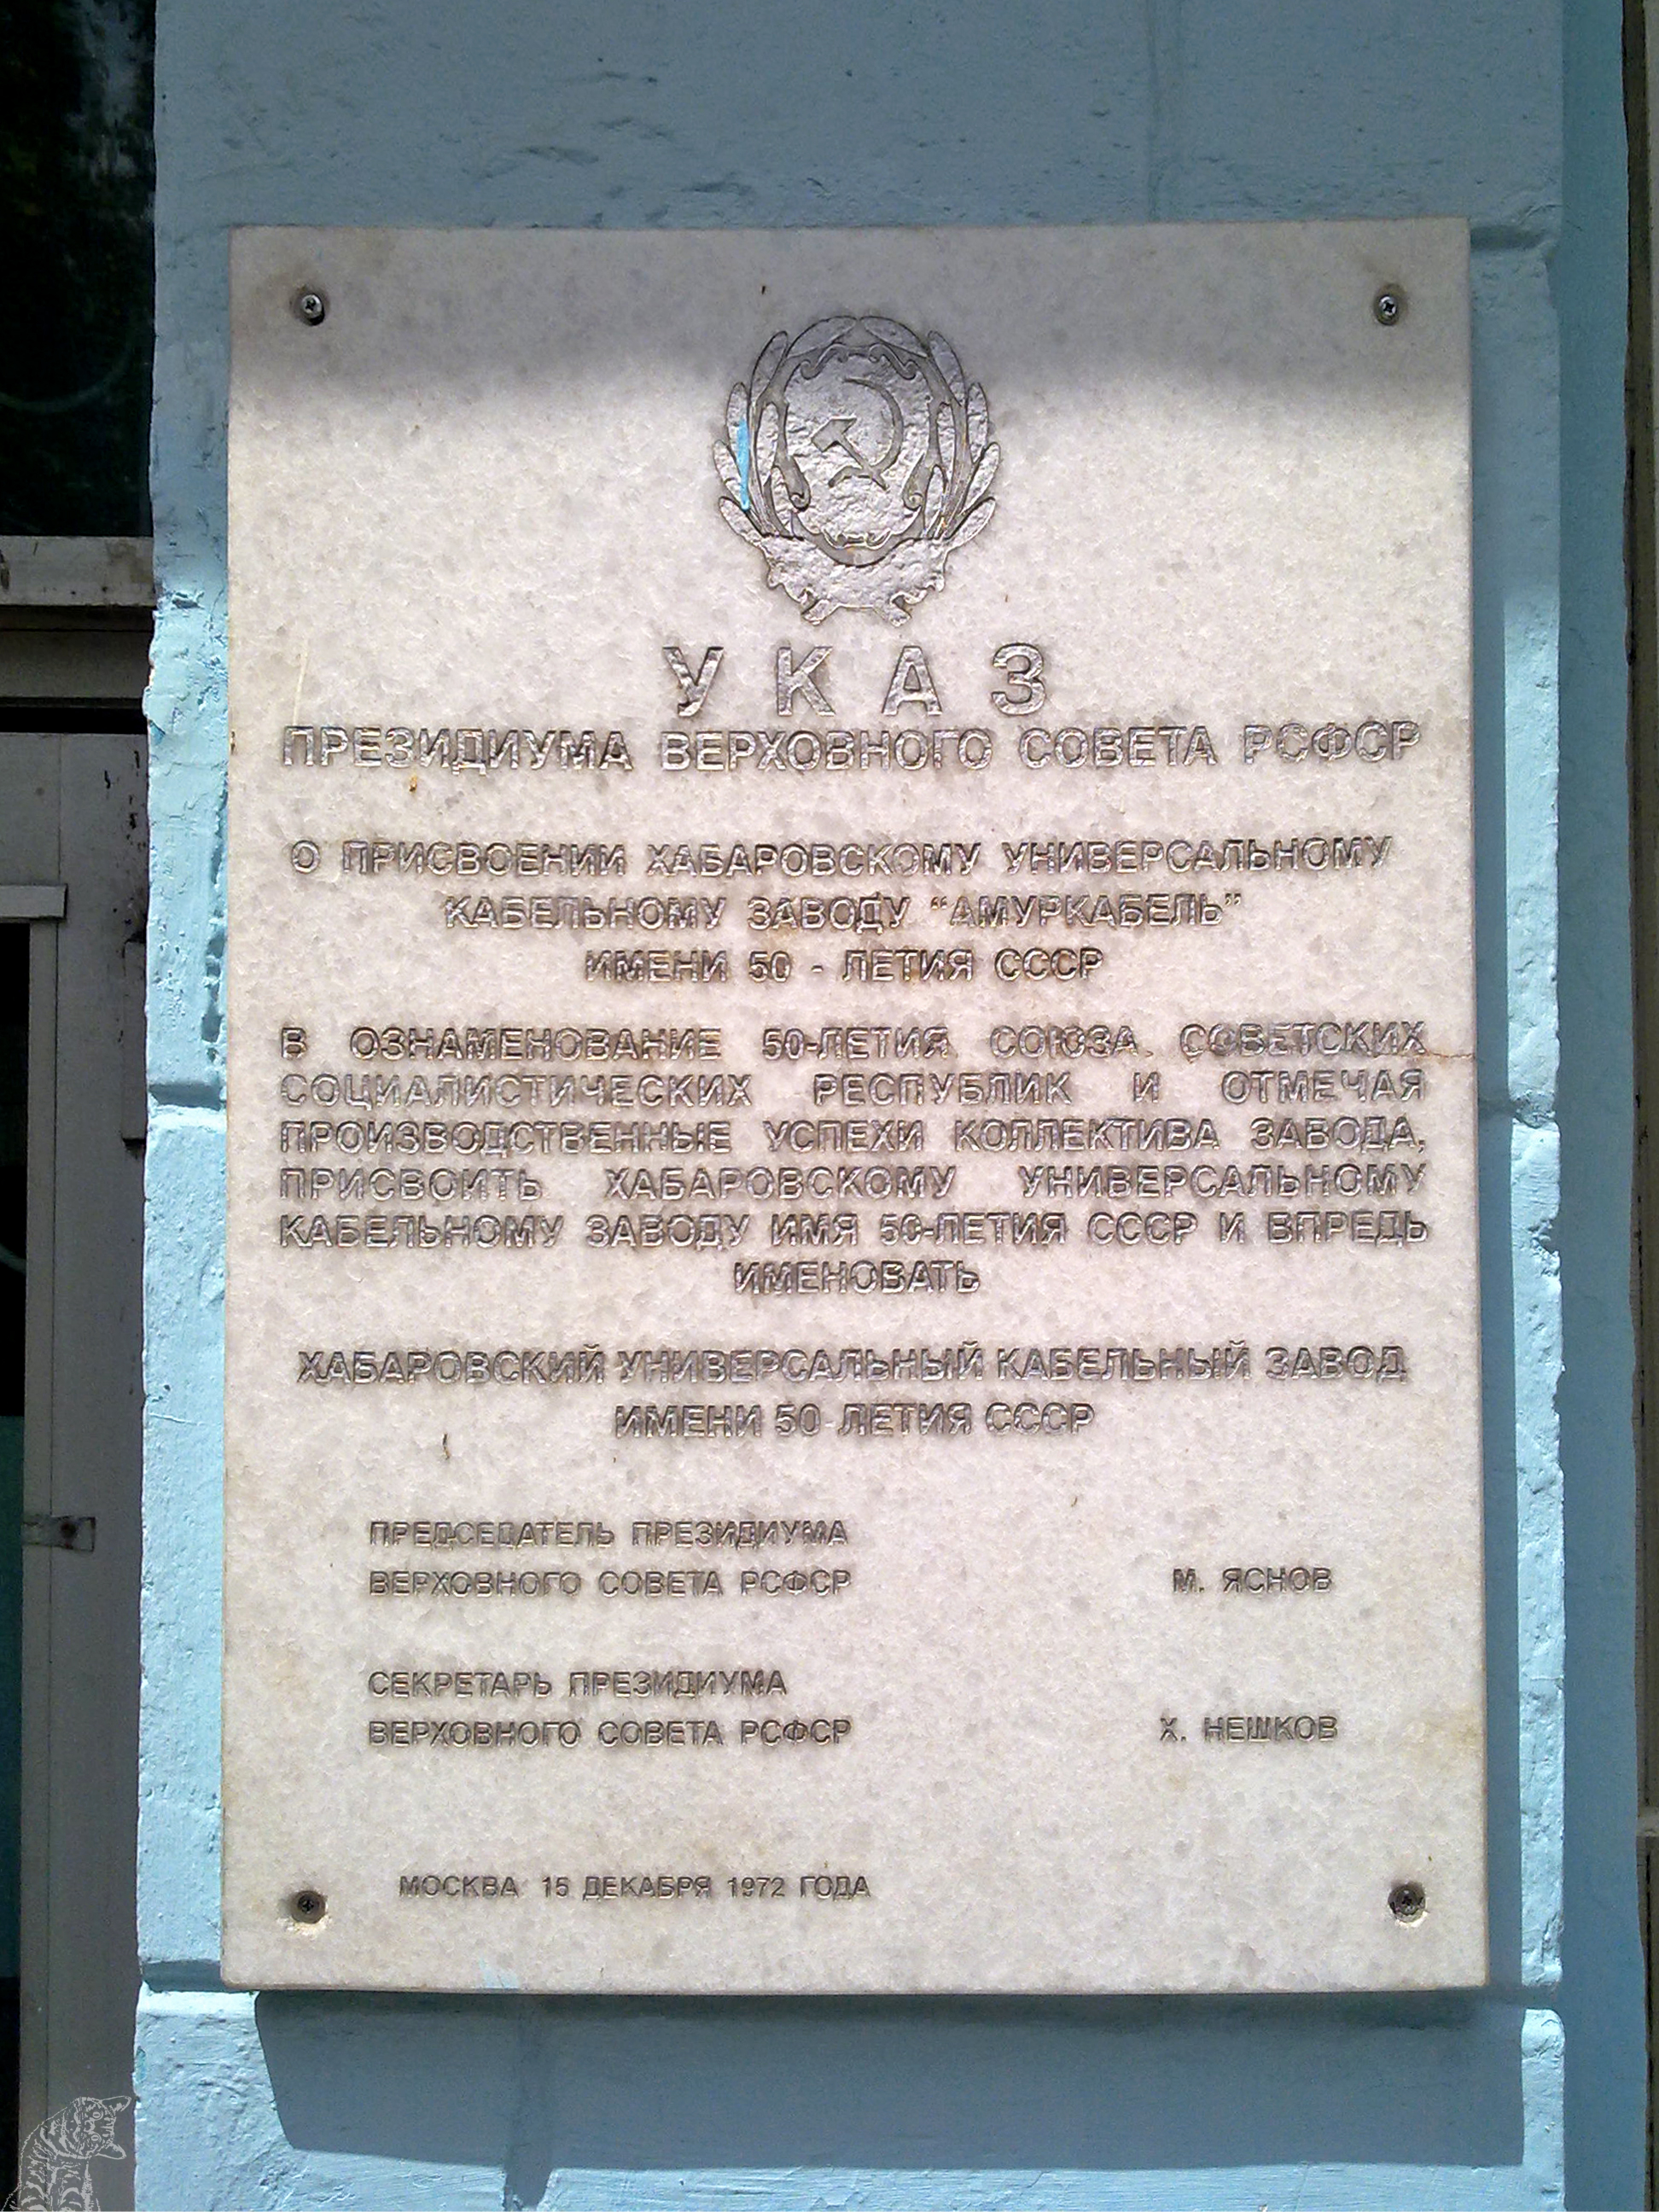 УКАЗ
ПРЕЗИДИУМА ВЕРХОВНОГО СОВЕТА РСФСР
О ПРИСВОЕНИИ ХАБАРОВСКОМУ УНИВЕРСАЛЬНОМУ
КАБЕЛЬНОМУ ЗАВОДУ “АМУРКАБЕЛЬ”
ИМЕНИ 50 - ЛЕТИЯ СССР
В ОЗНАМЕНОВАНИЕ 50-ЛЕТИЯ СОЮЗА СОВЕТСКИХ
СОЦИАЛИСТИЧЕСКИХ РЕСПУБЛИК И ОТМЕЧАЯ
ПРОИЗВОДСТВЕННЫЕ УСПЕХИ КОЛЛЕКТИВА ЗАВОДА,
ПРИСВОИТЬ ХАБАРОВСКОМУ УНИВЕРСАЛЬНОМУ
КАБЕЛЬНОМУ ЗАВОДУ ИМЯ 50-ЛЕТИЯ СССР И ВПРЕДЬ
ИМЕНОВАТЬ
ХАБАРОВСКИЙ УНИВЕРСАЛЬНЫЙ КАБЕЛЬНЫЙ ЗАВОД
ИМЕНИ 50-ЛЕТИЯ СССР
ПРЕДСЕДАТЕЛЬ ПРЕЗИДИУМА
ВЕРХОВНОГО СОВЕТА РСФСР М. ЯСНОВ
СЕКРЕТАРЬ ПРЕЗИДИУМА
ВЕРХОВНОГО СОВЕТА РСФСР Х. НЕШКОВ
МОСКВА 15 ДЕКАБРЯ 1972 ГОДА